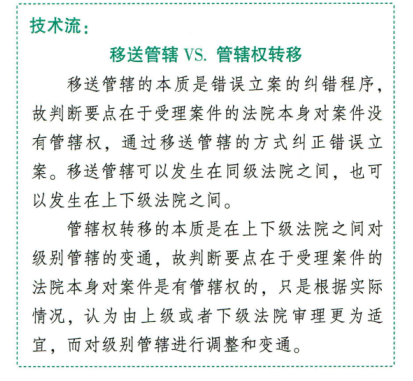 技术流：
移送管辖 VS. 管辖权转移
移送管辖的本质是错误立案的纠错程序，
故判断要点在于受理案件的法院本身对案件没
有管辖权，通过移送管辖的方式纠正错误立
案。移送管辖可以发生在同级法院之间，也可
以发生在上下级法院之间。
管辖权转移的本质是在上下级法院之间对
级别管辖的变通，故判断要点在于受理案件的
法院本身对案件是有管辖权的，只是根据实际
情况，认为由上级或者下级法院审理更为适
宜，而对级别管辖进行调整和变通。